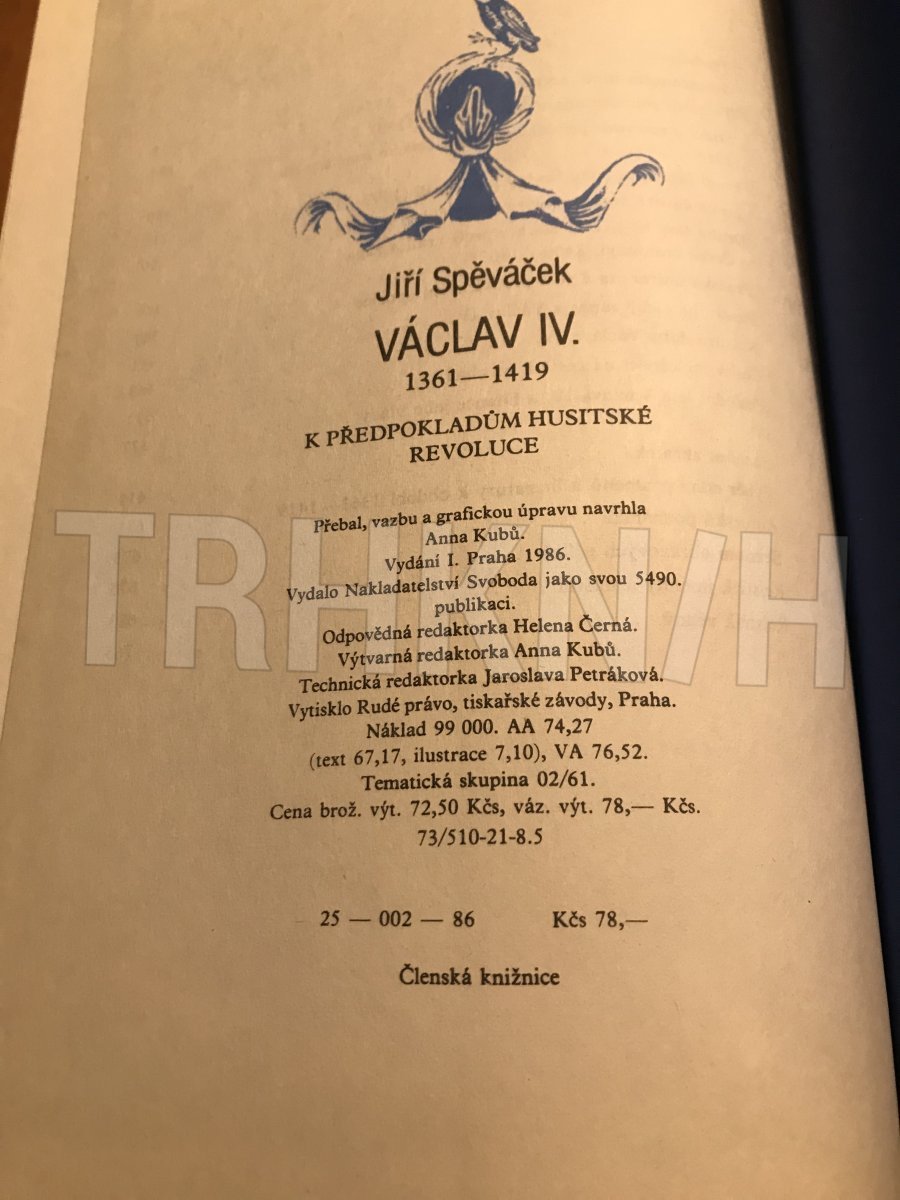 Jiří Spěváček
VÁCLAV IV.
1361—1419
K PŘEDPOKLADŮM HUSITSKÉ
REVOLUCE
Přebal, vazbu a grafickou úpravu navrhla
Anna Kubů.
Vydání I. Praha 1986.
Vydalo Nakladatelství Svoboda jako svou 5490.
publikaci.
Odpovědná redaktorka Helena Černá.
Výtvarná redaktorka Anna Kubů.
Technická redaktorka Jaroslava Petráková.
Vytisklo Rudé právo, tiskařské závody, Praha.
Náklad 99 000. AA 74,27
(text 67,17, ilustrace 7,10), VA 76,52.
Tematická skupina 02/61.
Cena brož. výt. 72,50 Kčs, váz. výt. 78,— Kčs.
73/510-21-8.5
25 — 002 — 86 Kčs 78,—
Členská knižnice
TRHKN/H